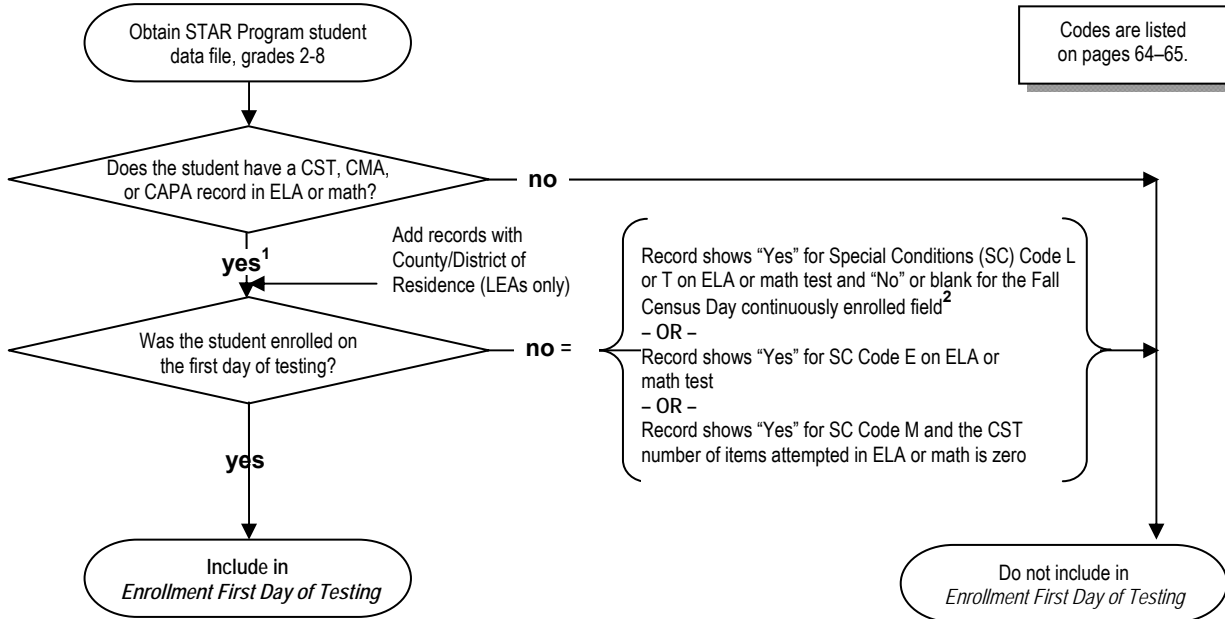 Obtain STAR Program student
data file, grades 2-8
Codes are listed
on pages 64–65.
Does the student have a CST, CMA,
or CAPA record in ELA or math?
no
yes1
Add records with
County/District of
Residence (LEAs only)
Was the student enrolled on
the first day of testing?
no =
Record shows “Yes” for Special Conditions (SC) Code L
or T on ELA or math test and “No” or blank for the Fall
Census Day continuously enrolled field2
– OR –
Record shows “Yes” for SC Code E on ELA or
math test
– OR –
Record shows “Yes” for SC Code M and the CST
number of items attempted in ELA or math is zero
yes
Include in
Enrollment First Day of Testing
Do not include in
Enrollment First Day of Testing